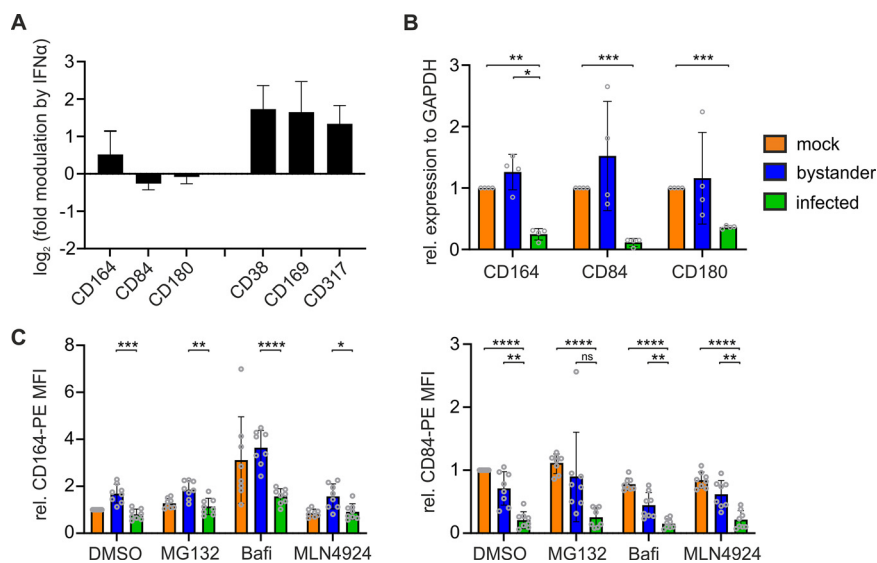 A
log₂ (fold modulation by IFNα)
3
2
1
0
-1
-2
CD164
CD84
CD180
CD38
CD169
CD317
B
rel. expression to GAPDH
3
2
1
0
**
*
***
***
CD164
CD84
CD180
mock
bystander
infected
C
rel. CD164-PE MFI
8
6
4
2
0
***
**
****
*
DMSO
MG132
Bafi
MLN4924
rel. CD84-PE MFI
3
2
1
0
****
**
****
ns
****
**
****
**
DMSO
MG132
Bafi
MLN4924